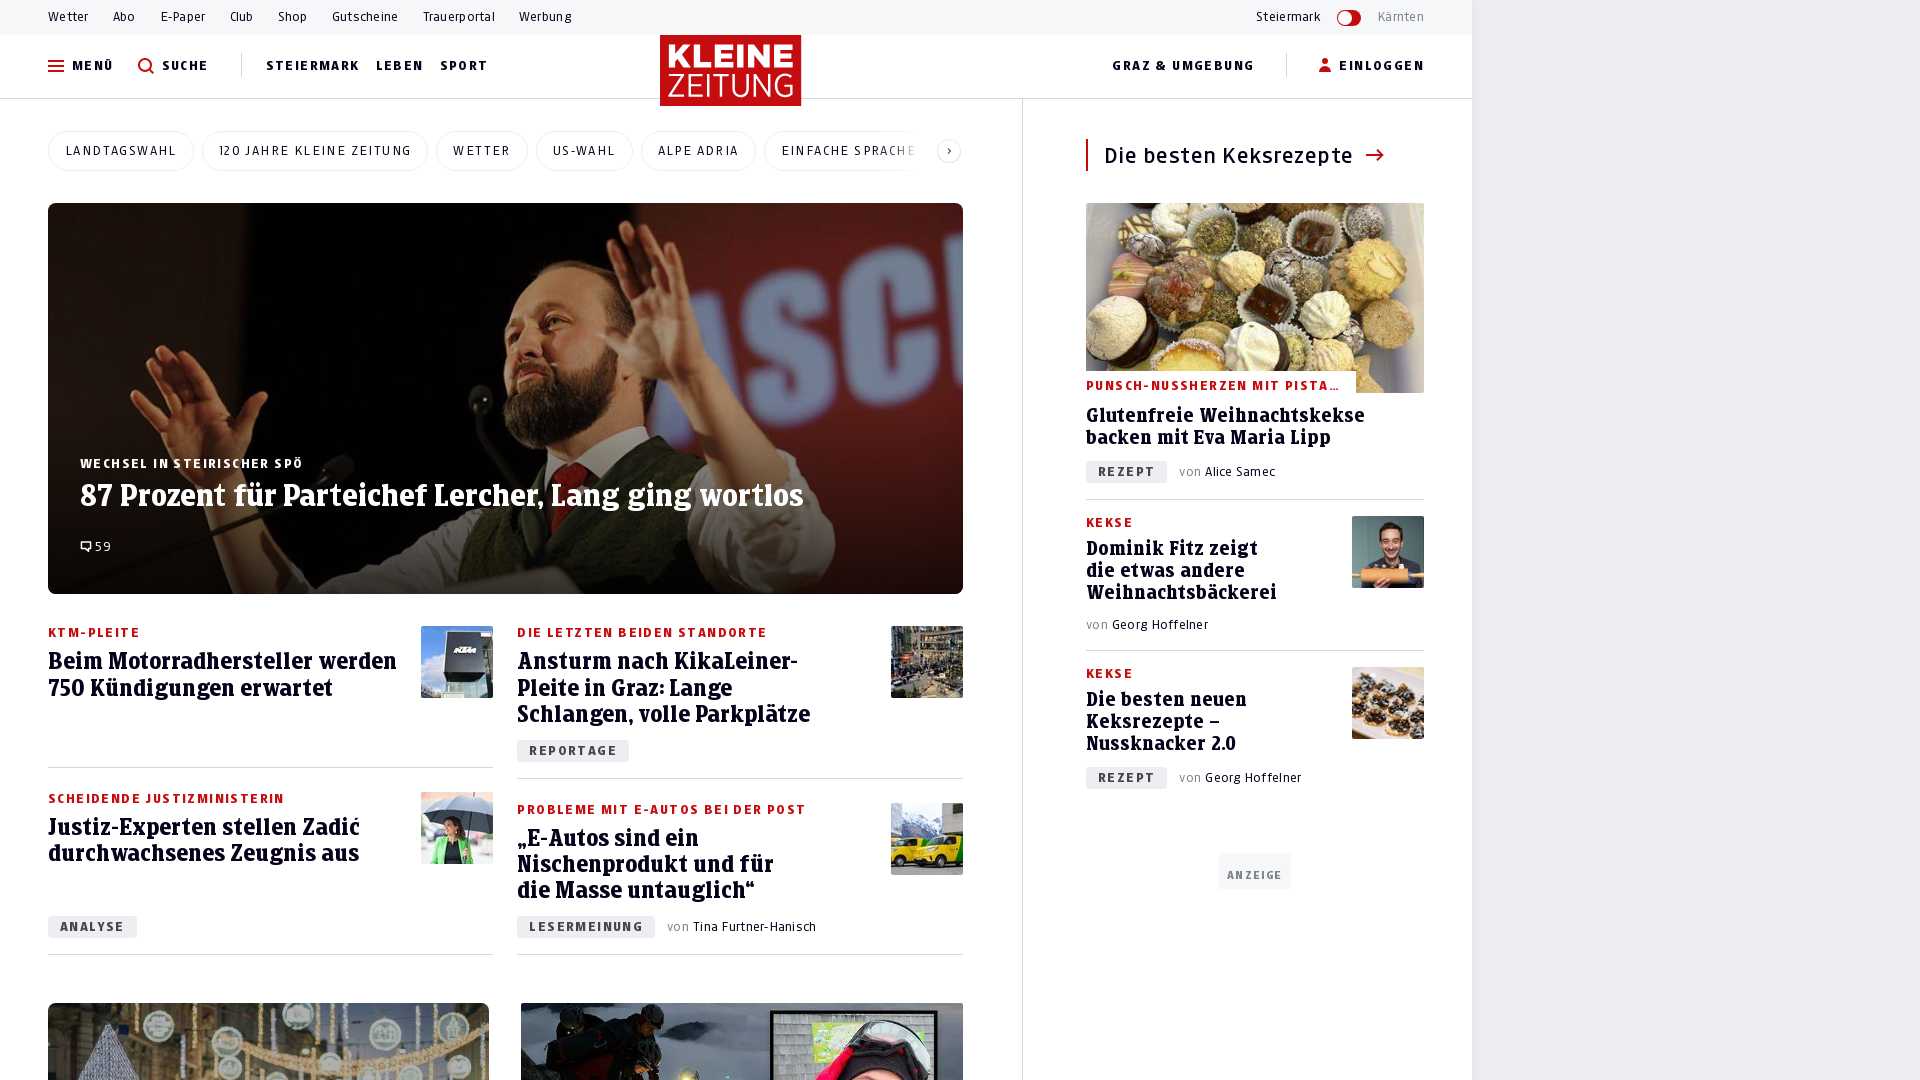 Wetter Abo E-Paper Club Shop Gutscheine Trauerportal Werbung Steiermark Kärnten
MENÜ SUCHE STEIERMARK LEBEN SPORT KLEINE ZEITUNG GRAZ & UMGEBUNG EINLOGGEN
LANDTAGSWAHL 120 JAHRE KLEINE ZEITUNG WETTER US-WAHL ALPE ADRIA EINFACHE SPRACHE
WECHSEL IN STEIRISCHER SPÖ
87 Prozent für Parteichef Lercher, Lang ging wortlos
59
KTM-PLEITE
Beim Motorradhersteller werden
750 Kündigungen erwartet
KTM
DIE LETZTEN BEIDEN STANDORTE
Ansturm nach KikaLeiner-
Pleite in Graz: Lange
Schlangen, volle Parkplätze
REPORTAGE
SCHEIDENDE JUSTIZMINISTERIN
Justiz-Experten stellen Zadić
durchwachsenes Zeugnis aus
ANALYSE
PROBLEME MIT E-AUTOS BEI DER POST
„E-Autos sind ein
Nischenprodukt und für
die Masse untauglich“
LESERMEINUNG von Tina Furtner-Hanisch
Die besten Keksrezepte
PUNSCH-NUSSHERZEN MIT PISTA…
Glutenfreie Weihnachtskekse
backen mit Eva Maria Lipp
REZEPT von Alice Samec
KEKSE
Dominik Fitz zeigt
die etwas andere
Weihnachtsbäckerei
von Georg Hoffelner
KEKSE
Die besten neuen
Keksrezepte –
Nussknacker 2.0
REZEPT von Georg Hoffelner
ANZEIGE